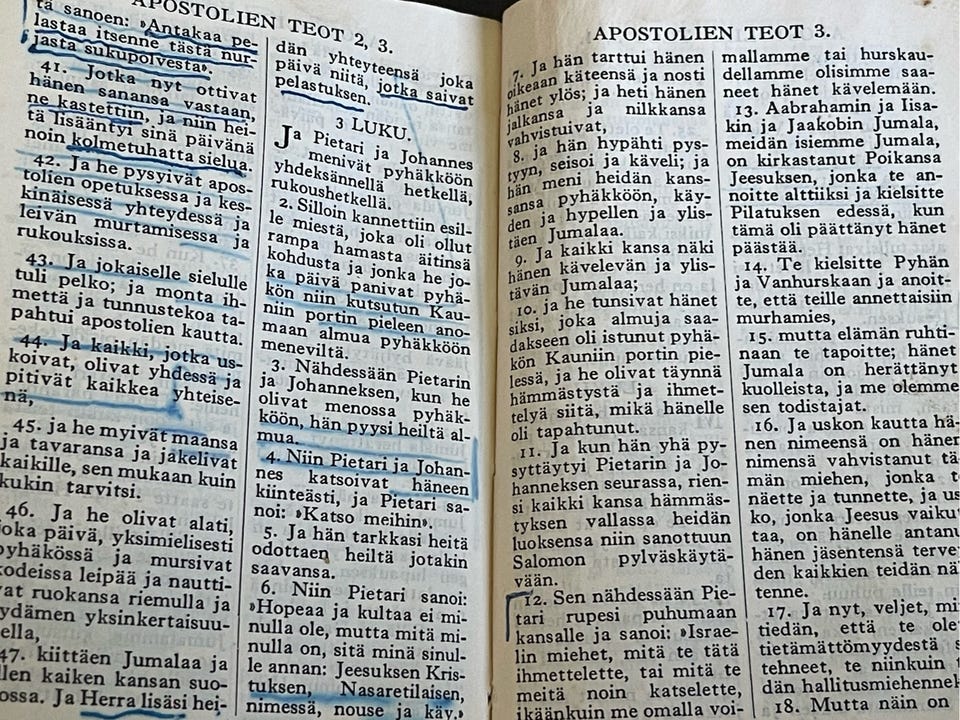 APOSTOLIEN TEOT 2, 3.
tä sanoen: »Antakaa pe-
lastaa itsenne tästä nur-
jasta sukupolvesta».
41. Jotka nyt ottivat
hänen sanansa vastaan,
ne kastettiin, ja niin hei-
tä lisääntyi sinä päivänä
noin kolmetuhatta sielua.
42. Ja he pysyivät apos-
tolien opetuksessa ja kes-
kinäisessä yhteydessä ja
leivän murtamisessa ja
rukouksissa.
43. Ja jokaiselle sielulle
tuli pelko; ja monta ih-
mettä ja tunnustekoa ta-
pahtui apostolien kautta.
44. Ja kaikki, jotka us-
koivat, olivat yhdessä ja
pitivät kaikkea yhteise-
nä,
45. ja he myivät maansa
ja tavaransa ja jakelivat
kaikille, sen mukaan kuin
kukin tarvitsi.
46. Ja he olivat alati,
joka päivä, yksimielisesti
pyhäkössä ja mursivat
kodeissa leipää ja nautti-
vat ruokansa riemulla ja
ydämen yksinkertaisuu-
ella,
47. kiittäen Jumalaa ja
llen kaiken kansan suo-
ossa. Ja Herra lisäsi hei-
dän yhteyteensä joka
päivä niitä, jotka saivat
pelastuksen.
3 LUKU.
Ja Pietari ja Johannes
menivät pyhäkköön
yhdeksännellä hetkellä,
rukoushetkellä.
2. Silloin kannettiin esil-
le miestä, joka oli ollut
rampa hamasta äitinsä
kohdusta ja jonka he jo-
ka päivä panivat pyhä-
kön niin kutsutun Kau-
niin portin pieleen ano-
maan almua pyhäkköön
meneviltä.
3. Nähdessään Pietarin
ja Johanneksen, kun he
olivat menossa pyhäk-
köön, hän pyysi heiltä al-
mua.
4. Niin Pietari ja Johan-
nes katsoivat häneen
kiinteästi, ja Pietari sa-
noi: »Katso meihin».
5. Ja hän tarkkasi heitä
odottaen heiltä jotakin
saavansa.
6. Niin Pietari sanoi:
»Hopeaa ja kultaa ei mi-
nulla ole, mutta mitä mi-
nulla on, sitä minä sinul-
le annan: Jeesuksen Kris-
tuksen, Nasaretilaisen,
nimessä, nouse ja käy.»
APOSTOLIEN TEOT 3.
7. Ja hän tarttui hänen
oikeaan käteensä ja nosti
hänet ylös; ja heti hänen
jalkansa ja nilkkansa
vahvistuivat,
8. ja hän hypähti pys-
tyyn, seisoi ja käveli; ja
hän meni heidän kans-
sansa pyhäkköön, käy-
den ja hypellen ja ylis-
täen Jumalaa.
9. Ja kaikki kansa näki
hänen kävelevän ja ylis-
tävän Jumalaa;
10. ja he tunsivat hänet
siksi, joka almuja saa-
dakseen oli istunut pyhä-
kön Kauniin portin pie-
lessä, ja he olivat täynnä
hämmästystä ja ihmet-
telyä siitä, mikä hänelle
oli tapahtunut.
11. Ja kun hän yhä py-
syttäytyi Pietarin ja Jo-
hanneksen seurassa, rien-
si kaikki kansa hämmäs-
tyksen vallassa heidän
luoksensa niin sanottuun
Salomon pylväskäytä-
vään.
12. Sen nähdessään Pie-
tari rupesi puhumaan
kansalle ja sanoi: »Israe-
lin miehet, mitä te tätä
ihmettelette, tai mitä te
meitä noin katselette,
ikäänkuin me omalla voi-
mallamme tai hurskau-
dellamme olisimme saa-
neet hänet kävelemään.
13. Aabrahamin ja Iisa-
kin ja Jaakobin Jumala,
meidän isiemme Jumala,
on kirkastanut Poikansa
Jeesuksen, jonka te an-
noitte alttiiksi ja kielsitte
Pilatuksen edessä, kun
tämä oli päättänyt hänet
päästää.
14. Te kielsitte Pyhän
ja Vanhurskaan ja anoit-
te, että teille annettaisiin
murhamies,
15. mutta elämän ruhti-
naan te tapoitte; hänet
Jumala on herättänyt
kuolleista, ja me olemme
sen todistajat.
16. Ja uskon kautta hä-
nen nimeensä on hänen
nimensä vahvistanut tä-
män miehen, jonka t
näette ja tunnette, ja us
ko, jonka Jeesus vaiku
taa, on hänelle antanu
hänen jäsentensä terve
den kaikkien teidän nä
tenne.
17. Ja nyt, veljet, mi
tiedän, että te ole
tietämättömyydestä s
tehneet, te niinkuin t
dän hallitusmiehennek
18. Mutta näin on